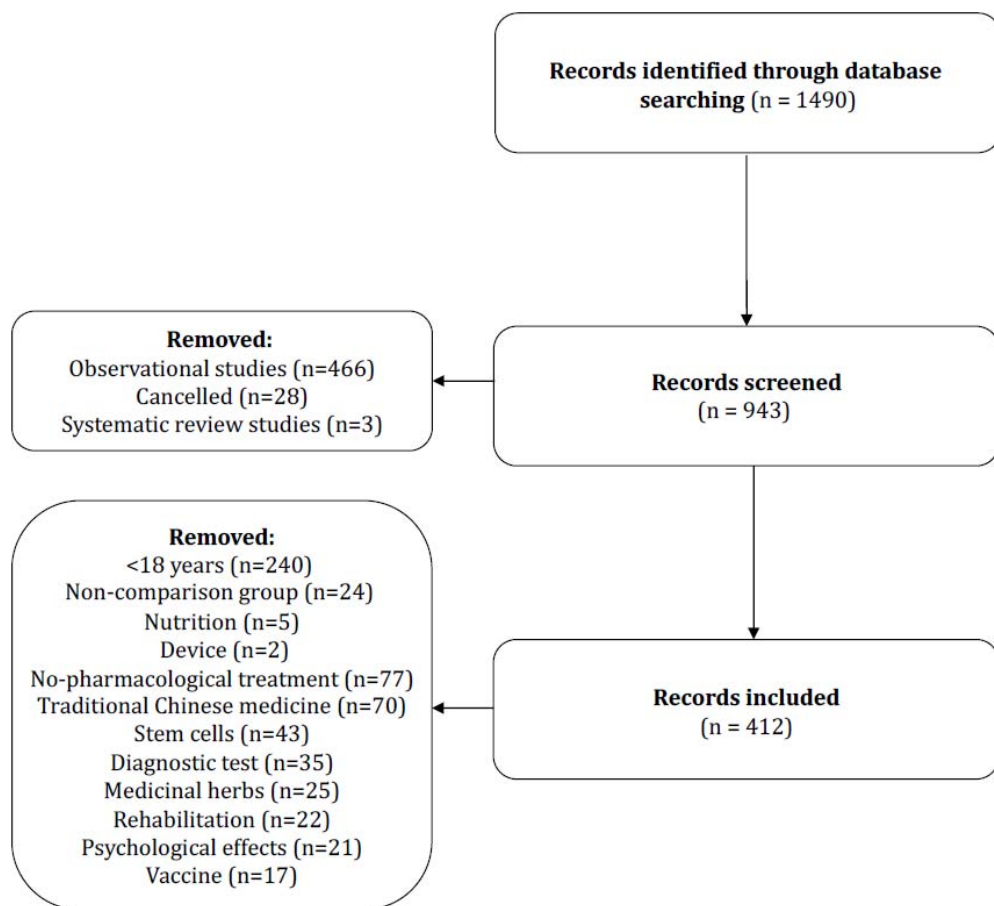 Records identified through database
searching (n = 1490)
Removed:
Observational studies (n=466)
Cancelled (n=28)
Systematic review studies (n=3)
Records screened
(n = 943)
Removed:
<18 years (n=240)
Non-comparison group (n=24)
Nutrition (n=5)
Device (n=2)
No-pharmacological treatment (n=77)
Traditional Chinese medicine (n=70)
Stem cells (n=43)
Diagnostic test (n=35)
Medicinal herbs (n=25)
Rehabilitation (n=22)
Psychological effects (n=21)
Vaccine (n=17)
Records included
(n = 412)